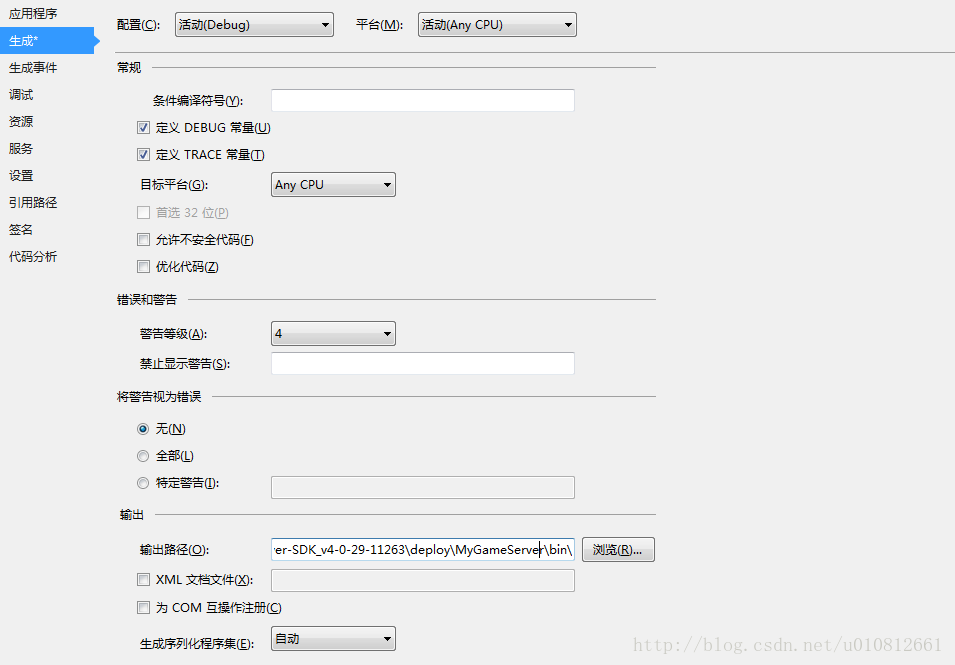 应用程序
生成*
生成事件
调试
资源
服务
设置
引用路径
签名
代码分析
配置(C): 活动(Debug) 平台(M): 活动(Any CPU)
常规
条件编译符号(Y):
定义 DEBUG 常量(U)
定义 TRACE 常量(T)
目标平台(G): Any CPU
首选 32 位(P)
允许不安全代码(F)
优化代码(Z)
错误和警告
警告等级(A): 4
禁止显示警告(S):
将警告视为错误
无(N)
全部(L)
特定警告(I):
输出
输出路径(O): er-SDK_v4-0-29-11263\deploy\MyGameServer\bin\ 浏览(R)...
XML 文档文件(X):
为 COM 互操作注册(C)
生成序列化程序集(E): 自动
http://blog.csdn.net/u010812661